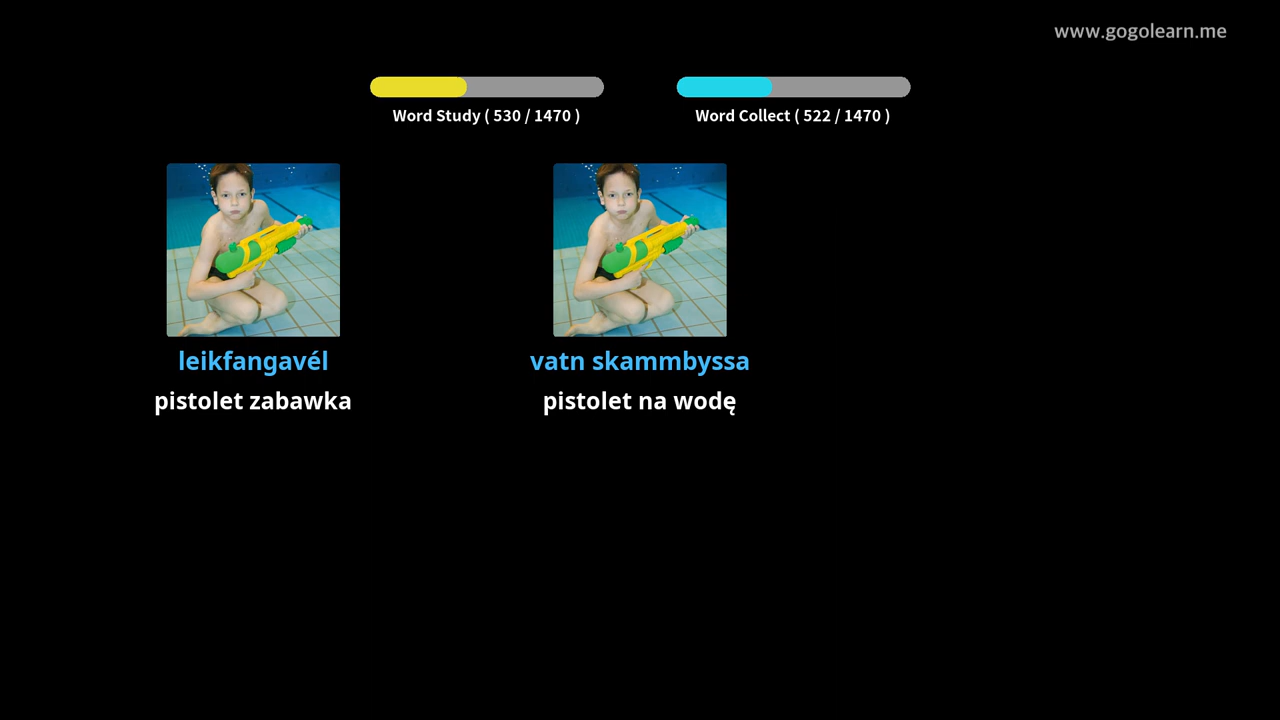 www.gogolearn.me
Word Study ( 530 / 1470 )
Word Collect ( 522 / 1470 )
leikfangavél
vatn skammbyssa
pistolet zabawka
pistolet na wodę